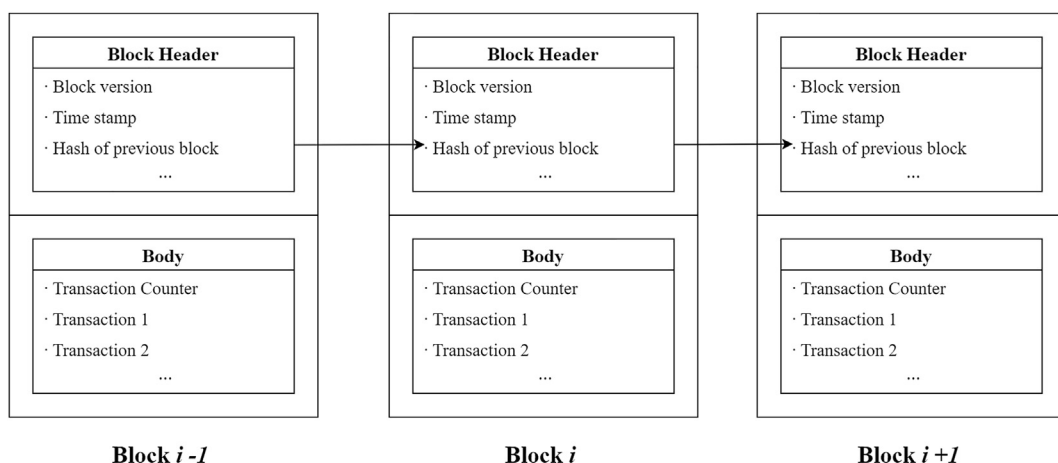 Block Header
· Block version
· Time stamp
· Hash of previous block
...
Body
· Transaction Counter
· Transaction 1
· Transaction 2
...
Block i -1
Block Header
· Block version
· Time stamp
· Hash of previous block
...
Body
· Transaction Counter
· Transaction 1
· Transaction 2
...
Block i
Block Header
· Block version
· Time stamp
· Hash of previous block
...
Body
· Transaction Counter
· Transaction 1
· Transaction 2
...
Block i +1